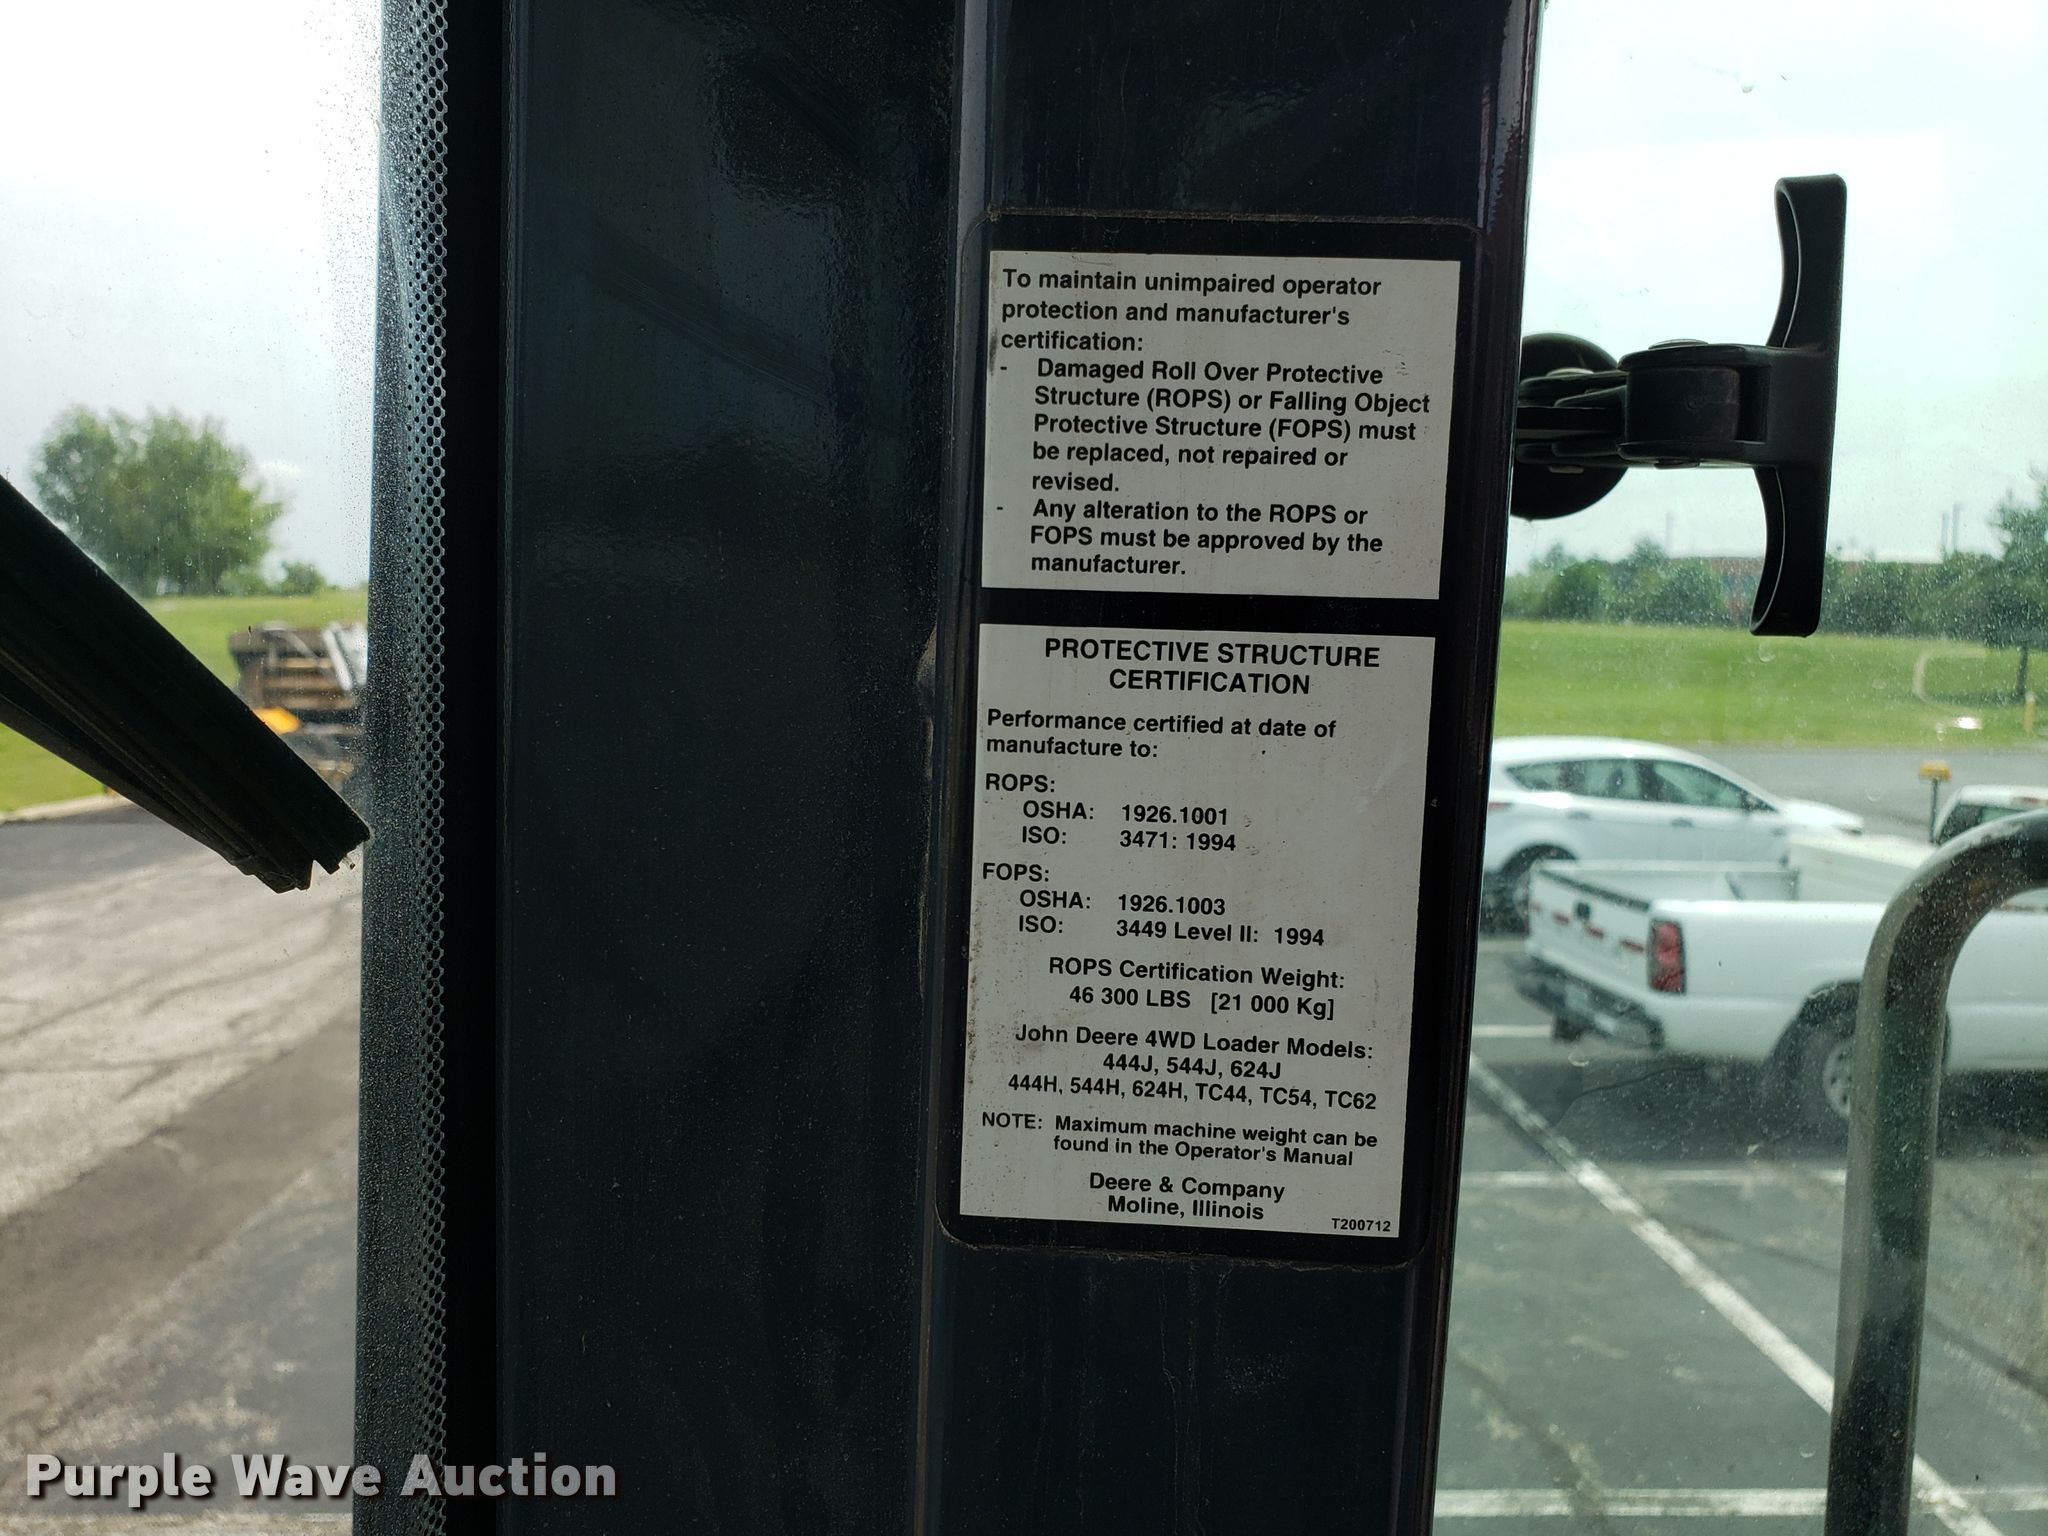 To maintain unimpaired operator
protection and manufacturer's
certification:
- Damaged Roll Over Protective
Structure (ROPS) or Falling Object
Protective Structure (FOPS) must
be replaced, not repaired or
revised.
- Any alteration to the ROPS or
FOPS must be approved by the
manufacturer.
PROTECTIVE STRUCTURE
CERTIFICATION
Performance certified at date of
manufacture to:
ROPS:
OSHA: 1926.1001
ISO: 3471: 1994
FOPS:
OSHA: 1926.1003
ISO: 3449 Level II: 1994
ROPS Certification Weight:
46 300 LBS [21 000 Kg]
John Deere 4WD Loader Models:
444J, 544J, 624J
444H, 544H, 624H, TC44, TC54, TC62
NOTE: Maximum machine weight can be
found in the Operator's Manual
Deere & Company
Moline, Illinois
T200712
Purple Wave Auction